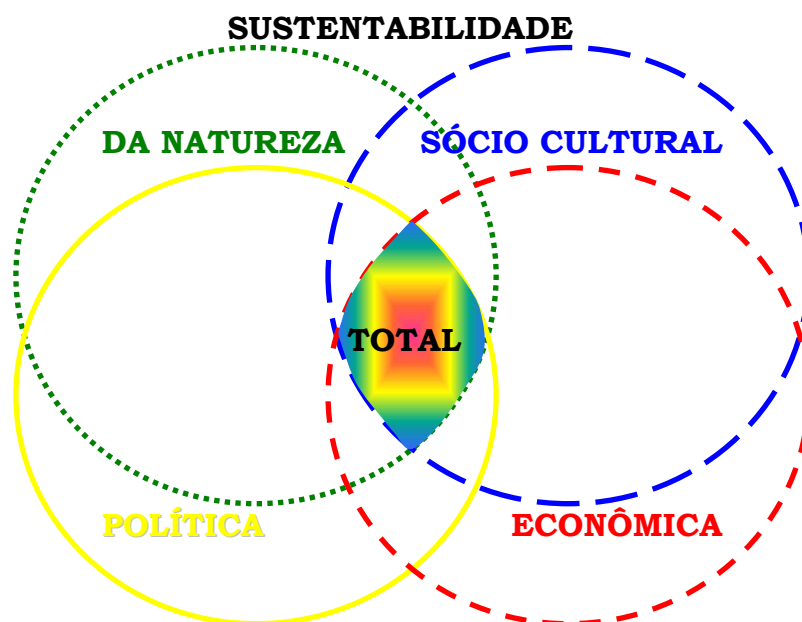 SUSTENTABILIDADE
DA NATUREZA
SÓCIO CULTURAL
TOTAL
POLÍTICA
ECONÔMICA